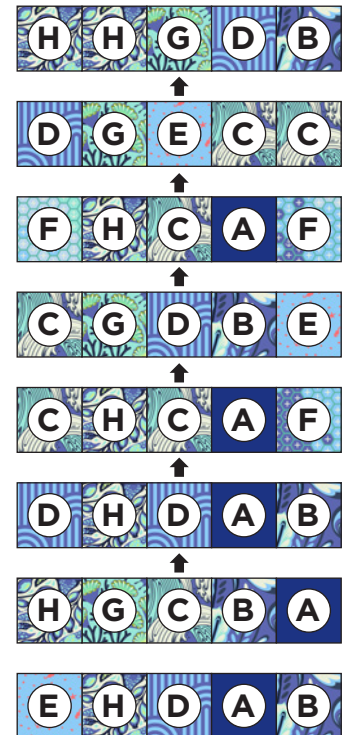 H H G D B
D G E C C
F H C A F
C G D B E
C H C A F
D H D A B
H G C B A
E H D A B